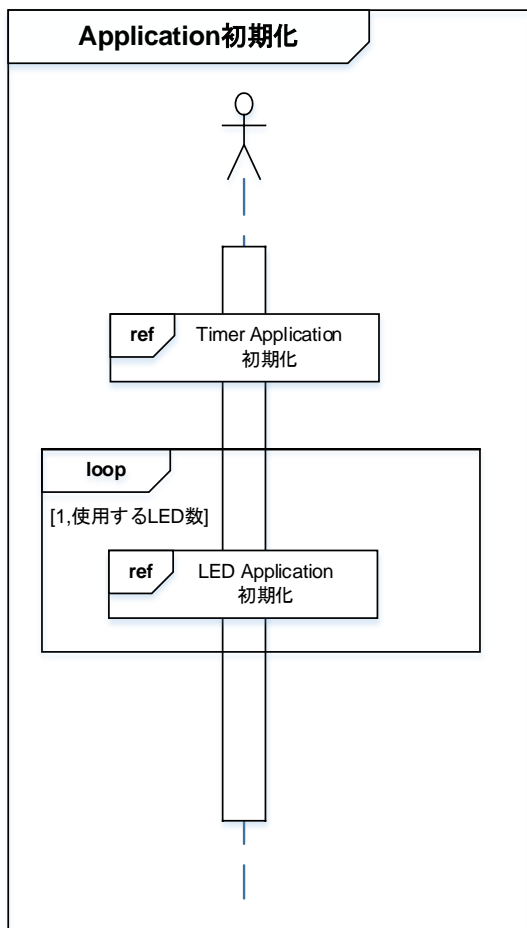 Application初期化
ref
Timer Application
初期化
loop
[1,使用するLED数]
ref
LED Application
初期化